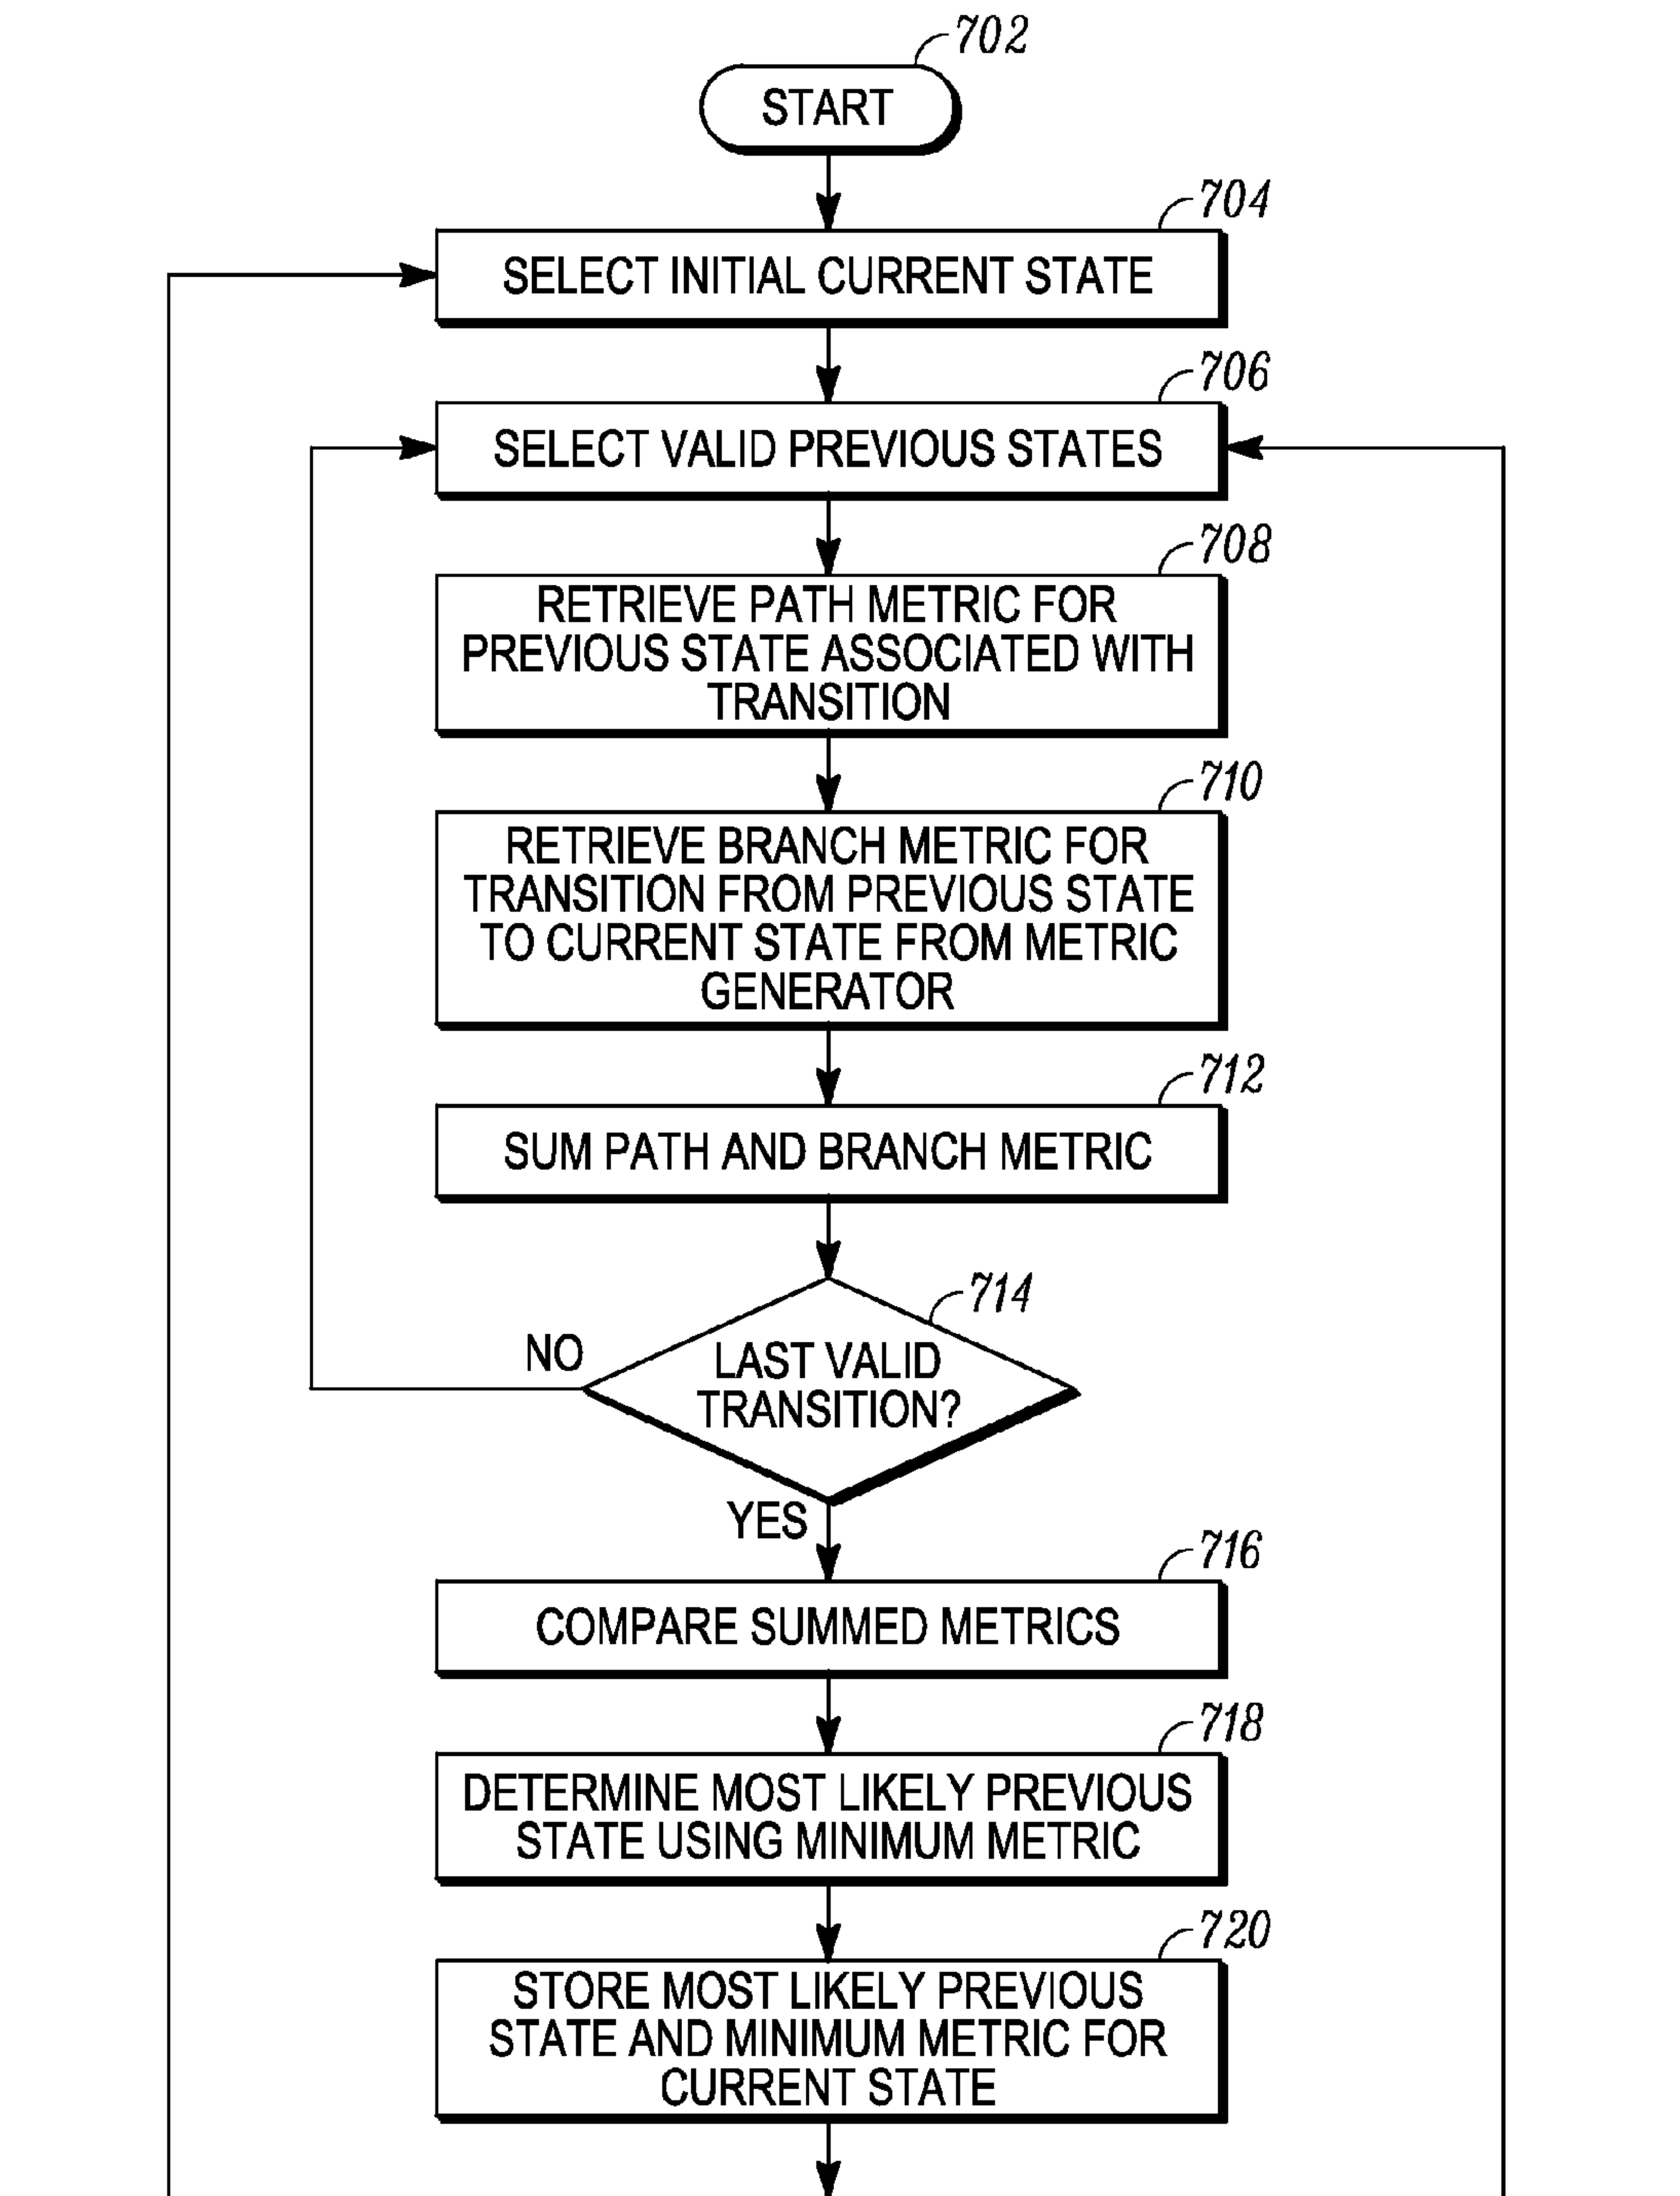 702
START
704
SELECT INITIAL CURRENT STATE
706
SELECT VALID PREVIOUS STATES
708
RETRIEVE PATH METRIC FOR
PREVIOUS STATE ASSOCIATED WITH
TRANSITION
710
RETRIEVE BRANCH METRIC FOR
TRANSITION FROM PREVIOUS STATE
TO CURRENT STATE FROM METRIC
GENERATOR
712
SUM PATH AND BRANCH METRIC
714
NO
LAST VALID
TRANSITION?
YES
716
COMPARE SUMMED METRICS
718
DETERMINE MOST LIKELY PREVIOUS
STATE USING MINIMUM METRIC
720
STORE MOST LIKELY PREVIOUS
STATE AND MINIMUM METRIC FOR
CURRENT STATE